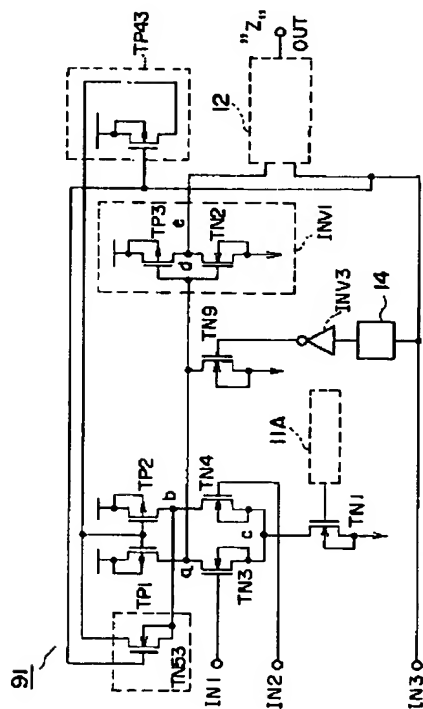 91
TP43
"Z"
OUT
12
e
TP31
d
TN2
INV1
TN9
INV3
14
TP2
b
TN4
11A
TP1
a
c
TN3
TN1
TN53
IN1
IN2
IN3